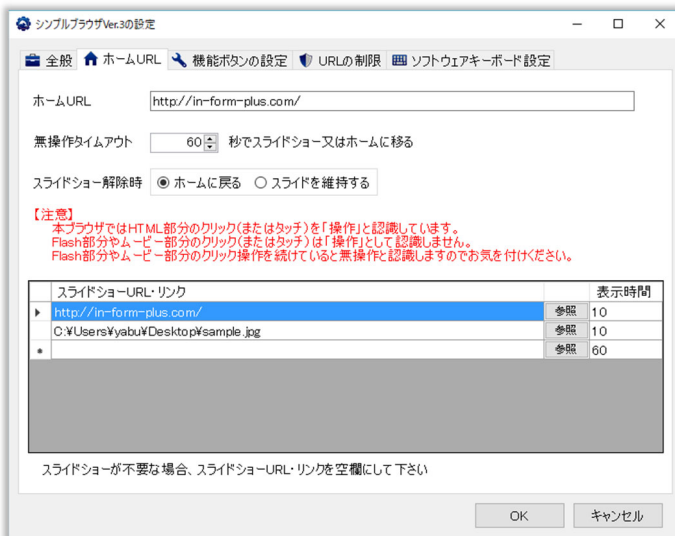 シンプルブラウザVer.3の設定
全般 ホームURL 機能ボタンの設定 URLの制限 ソフトウェアキーボード設定
ホームURL http://in-form-plus.com/
無操作タイムアウト 60 秒でスライドショー又はホームに移る
スライドショー解除時 ホームに戻る スライドを維持する
【注意】
本ブラウザではHTML部分のクリック(またはタッチ)を「操作」と認識しています。
Flash部分やムービー部分のクリック(またはタッチ)は「操作」として認識しません。
Flash部分やムービー部分のクリック操作を続けていると無操作と認識しますのでお気を付けください。
スライドショーURL・リンク 表示時間
http://in-form-plus.com/ 参照 10
C:¥Users¥yabu¥Desktop¥sample.jpg 参照 10
参照 60
スライドショーが不要な場合、スライドショーURL・リンクを空欄にして下さい
OK キャンセル